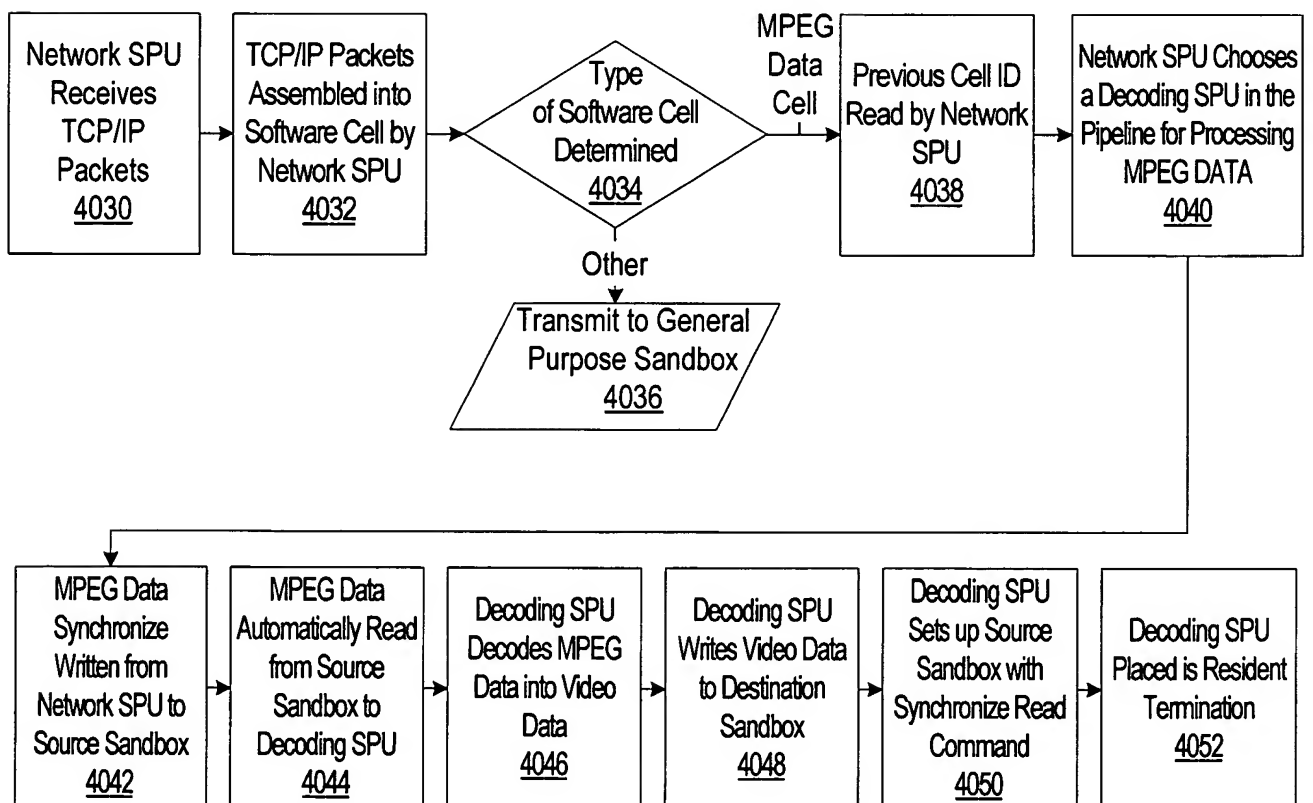 Network SPU
Receives
TCP/IP
Packets
4030
TCP/IP Packets
Assembled into
Software Cell by
Network SPU
4032
Type
of Software Cell
Determined
4034
MPEG
Data
Cell
Previous Cell ID
Read by Network
SPU
4038
Network SPU Chooses
a Decoding SPU in the
Pipeline for Processing
MPEG DATA
4040
Other
Transmit to General
Purpose Sandbox
4036
MPEG Data
Synchronize
Written from
Network SPU to
Source Sandbox
4042
MPEG Data
Automatically Read
from Source
Sandbox to
Decoding SPU
4044
Decoding SPU
Decodes MPEG
Data into Video
Data
4046
Decoding SPU
Writes Video Data
to Destination
Sandbox
4048
Decoding SPU
Sets up Source
Sandbox with
Synchronize Read
Command
4050
Decoding SPU
Placed is Resident
Termination
4052